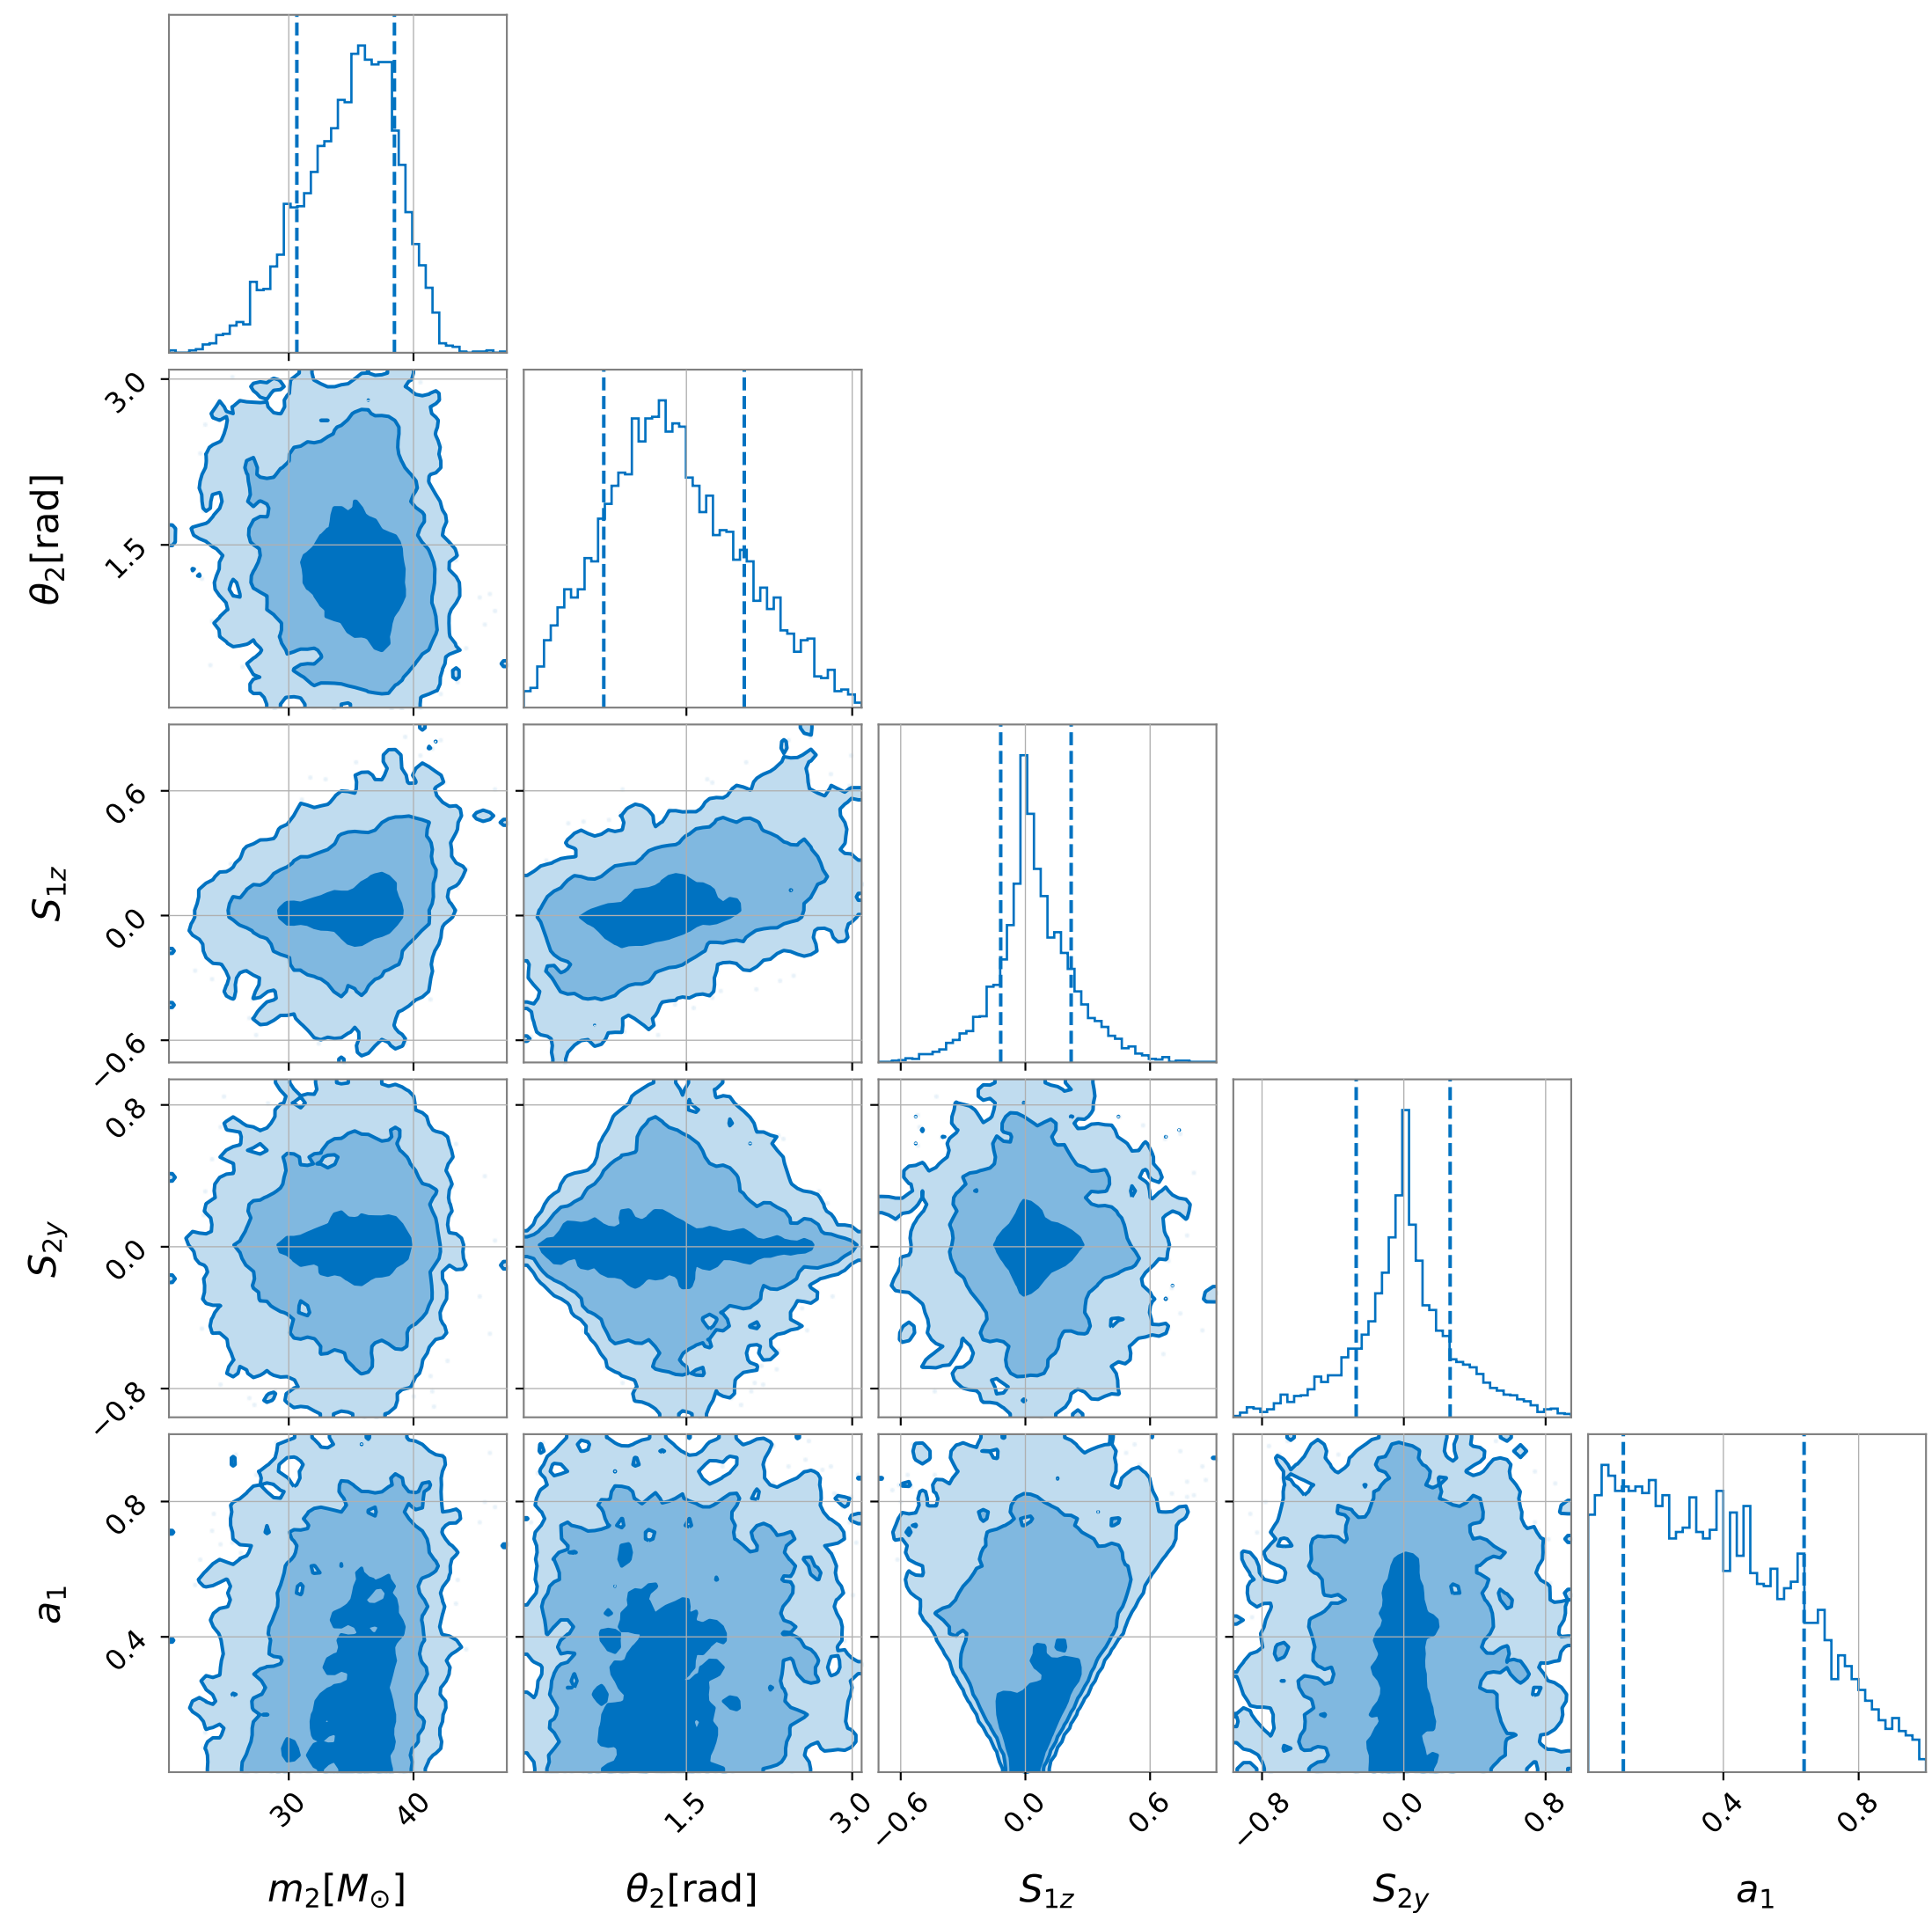 3.0
1.5
θ₂[rad]
0.6
0.0
−0.6
S₁z
0.8
0.0
−0.8
S₂y
0.8
0.4
a₁
30 40 1.5 3.0 −0.6 0.0 0.6 −0.8 0.0 0.8 0.4 0.8
m₂[M⊙] θ₂[rad] S₁z S₂y a₁